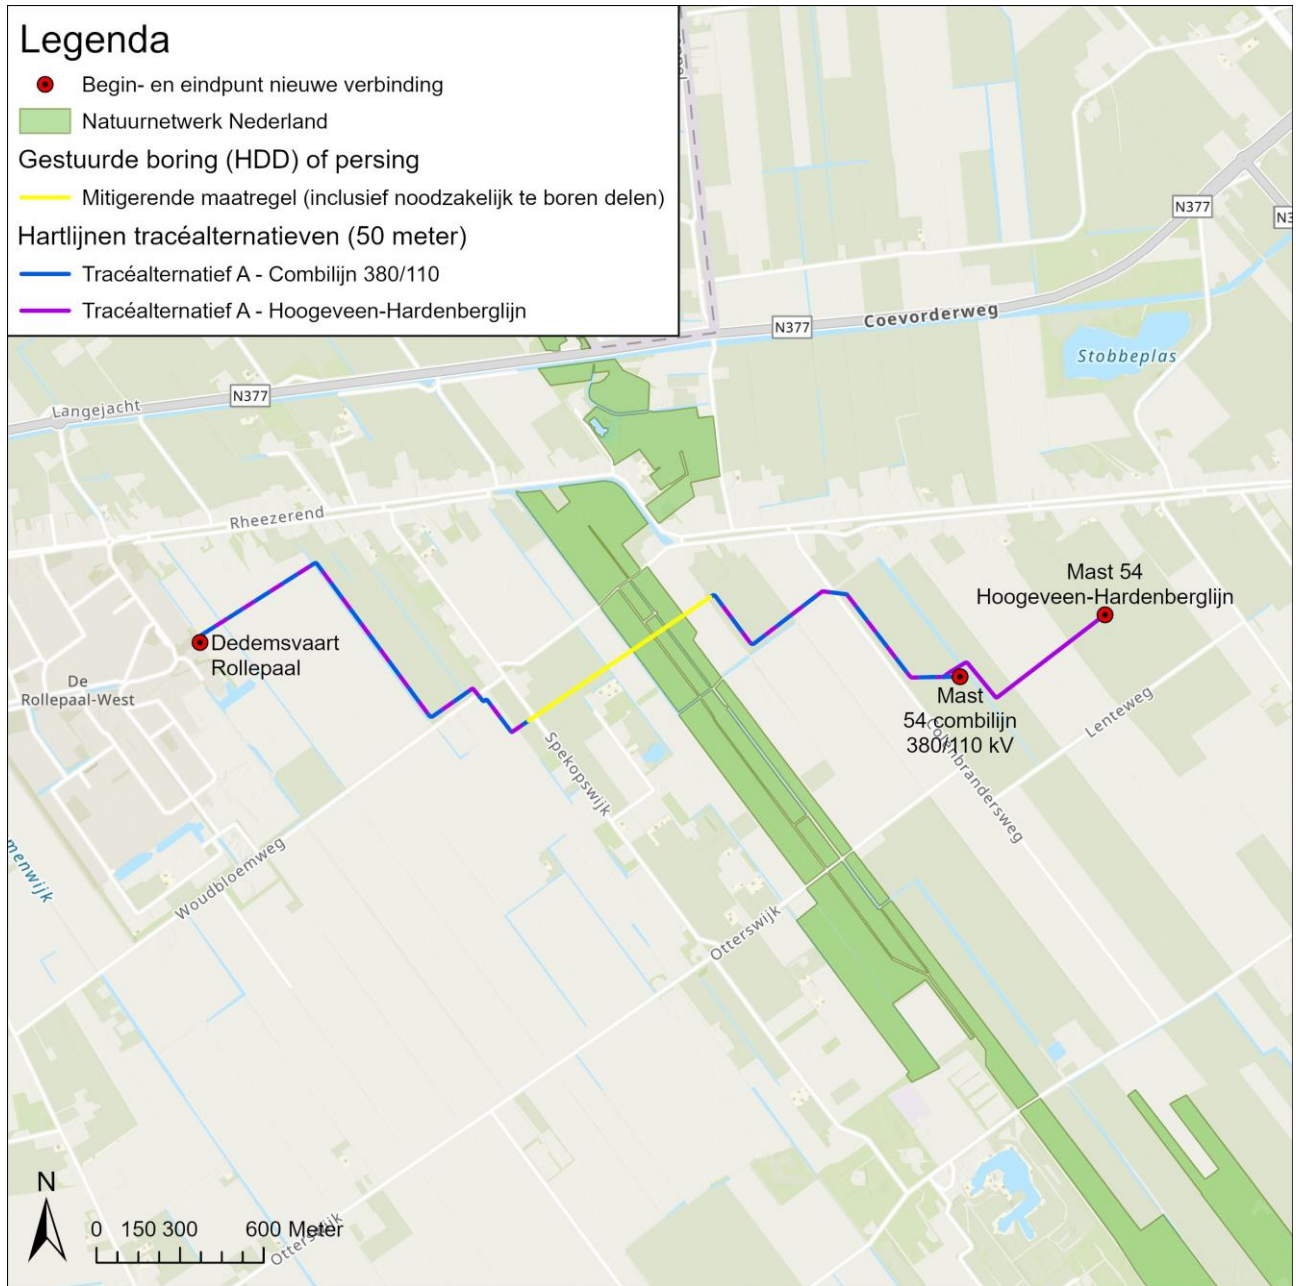 Legenda
Begin- en eindpunt nieuwe verbinding
Natuurnetwerk Nederland
Gestuurde boring (HDD) of persing
Mitigerende maatregel (inclusief noodzakelijk te boren delen)
Hartlijnen tracéalternatieven (50 meter)
Tracéalternatief A - Combilijn 380/110
Tracéalternatief A - Hoogeveen-Hardenberglijn
N377
N377
Coevorderweg
N377
Stobbeplas
N377
Langejacht
Rheezerend
Mast 54
Hoogeveen-Hardenberglijn
Dedemsvaart
Rollepaal
De
Rollepaal-West
Mast
54 combilijn
380/110 kV
Lenteweg
Spekopswijk
Colenbrandersweg
Woudbloemweg
menwijk
Otterswijk
Otterswijk
N
0 150 300 600 Meter